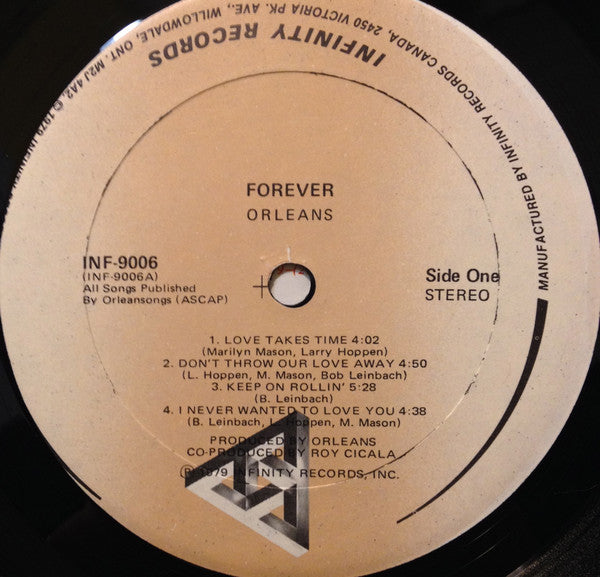 INFINITY RECORDS
MANUFACTURED BY INFINITY RECORDS CANADA, 2450 VICTORIA PK. AVE., WILLOWDALE, ONT. M2J 4A2. © 1979
FOREVER
ORLEANS
INF-9006
(INF-9006A)
All Songs Published
By Orleansongs (ASCAP)
Side One
STEREO
1. LOVE TAKES TIME 4:02
(Marilyn Mason, Larry Hoppen)
2. DON'T THROW OUR LOVE AWAY 4:50
(L. Hoppen, M. Mason, Bob Leinbach)
3. KEEP ON ROLLIN' 5:28
(B. Leinbach)
4. I NEVER WANTED TO LOVE YOU 4:38
(B. Leinbach, L. Hoppen, M. Mason)
PRODUCED BY ORLEANS
CO-PRODUCED BY ROY CICALA
(P) 1979 INFINITY RECORDS, INC.